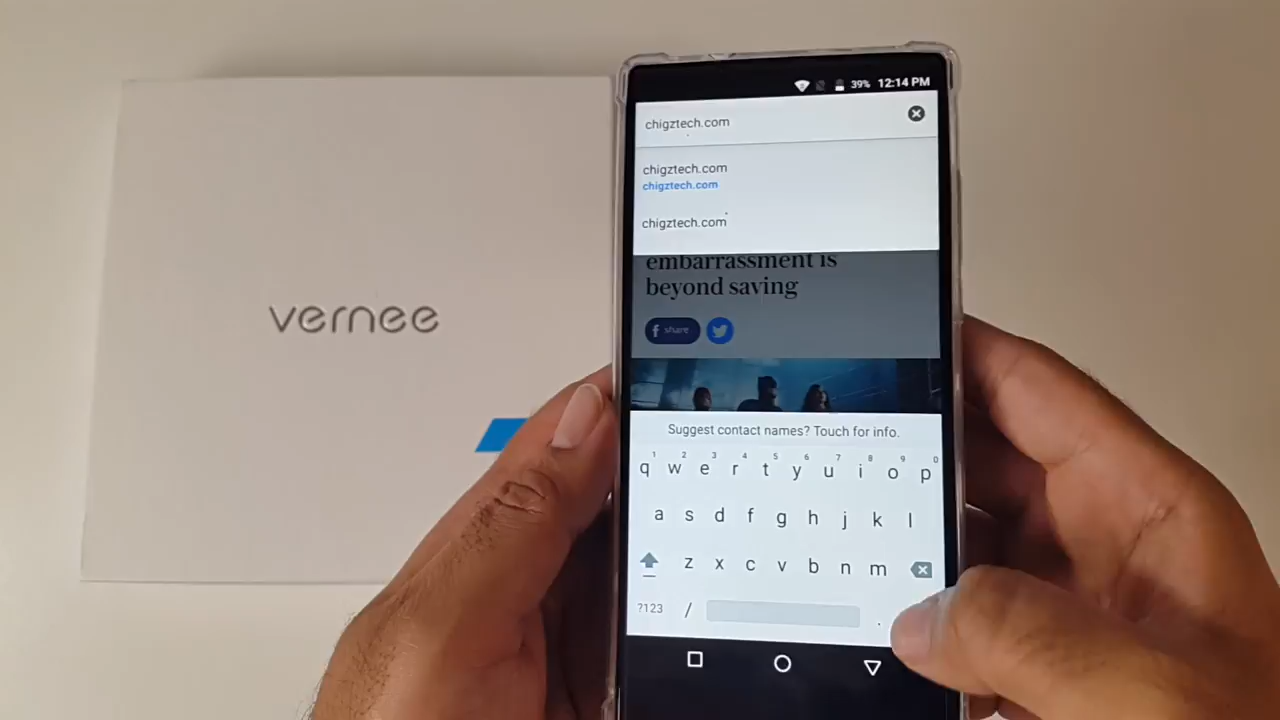 vernee
39% 12:14 PM
chigztech.com
chigztech.com
chigztech.com
chigztech.com
embarrassment is
beyond saving
f share
Suggest contact names? Touch for info.
1 2 3 4 5 6 7 8 9 0
q w e r t y u i o p
a s d f g h j k l
z x c v b n m
?123 / .